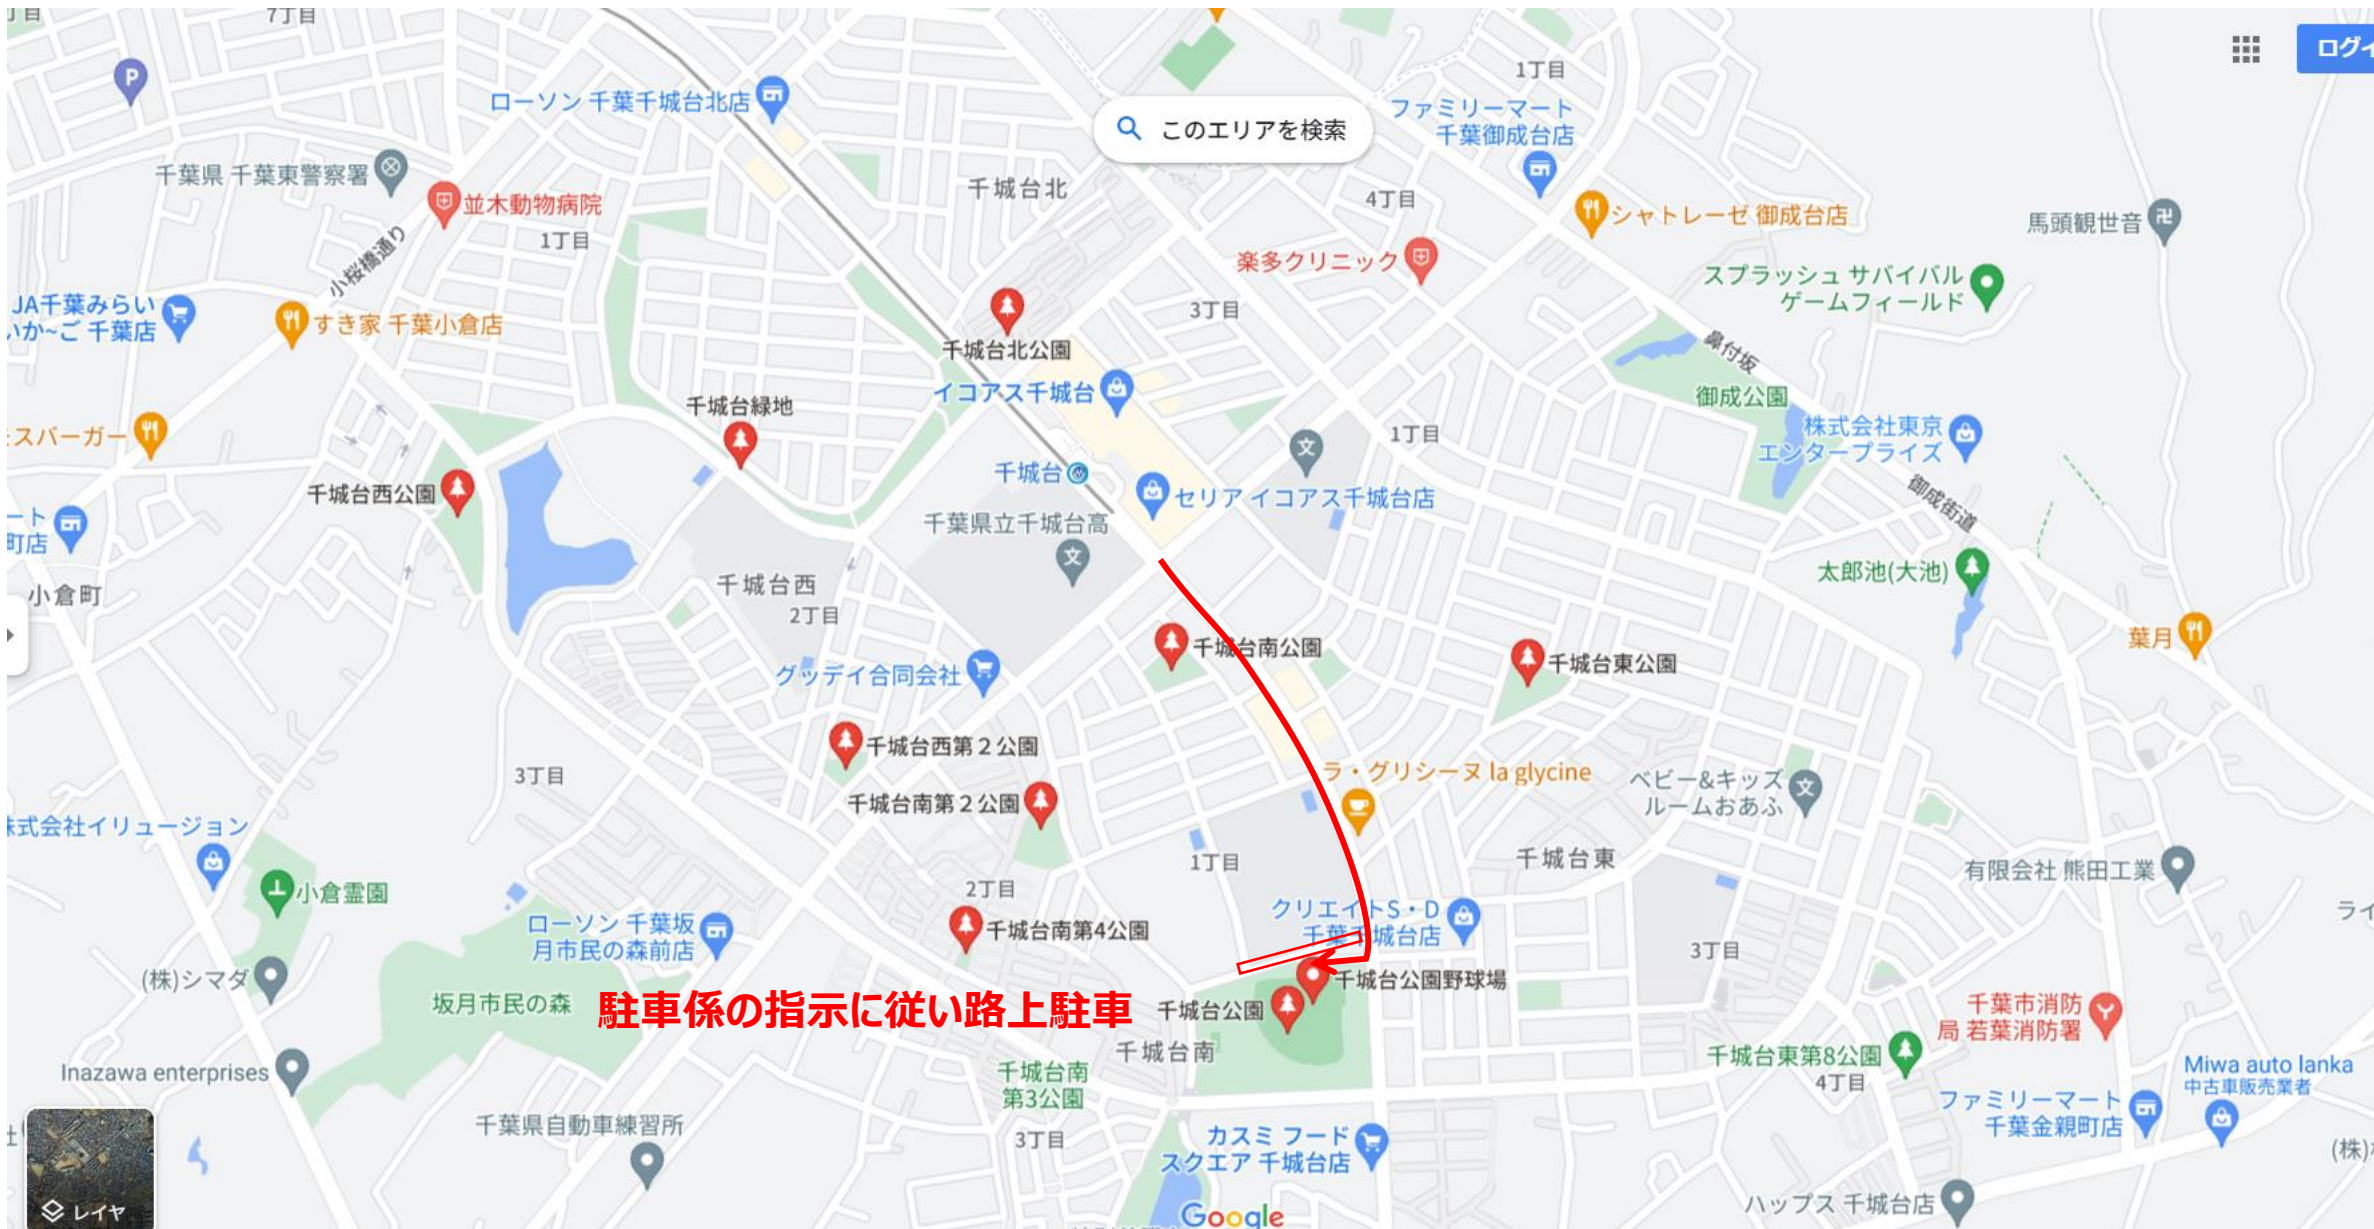 7丁目
1丁目
ログイ
ローソン 千葉千城台北店
このエリアを検索
ファミリーマート
千葉御成台店
千葉県 千葉東警察署
並木動物病院
1丁目
千城台北
4丁目
シャトレーゼ 御成台店
馬頭観世音
小桜橋通り
楽多クリニック
スプラッシュ サバイバル
ゲームフィールド
JA千葉みらい
いか~ご 千葉店
すき家 千葉小倉店
3丁目
千城台北公園
鼻付坂
イコアス千城台
千城台緑地
御成公園
スバーガー
1丁目
株式会社東京
エンタープライズ
千城台
千城台西公園
セリア イコアス千城台店
御成街道
ート
町店
千葉県立千城台高
千城台西
2丁目
太郎池(大池)
小倉町
千城台南公園
千城台東公園
葉月
グッデイ合同会社
千城台西第2公園
3丁目
千城台南第2公園
ラ・グリシーヌ la glycine
ベビー&キッズ
ルームおあふ
株式会社イリュージョン
1丁目
千城台東
有限会社 熊田工業
小倉霊園
2丁目
クリエイトS・D
千葉千城台店
ローソン 千葉坂
月市民の森前店
千城台南第4公園
ライ
3丁目
(株)シマダ
坂月市民の森
駐車係の指示に従い路上駐車
千城台公園
千城台公園野球場
千葉市消防
局 若葉消防署
千城台南
千城台東第8公園
4丁目
Inazawa enterprises
千城台南
第3公園
Miwa auto lanka
中古車販売業者
ファミリーマート
千葉金親町店
千葉県自動車練習所
3丁目
カスミ フード
スクエア 千城台店
(株)
レイヤ
ハップス 千城台店
Google